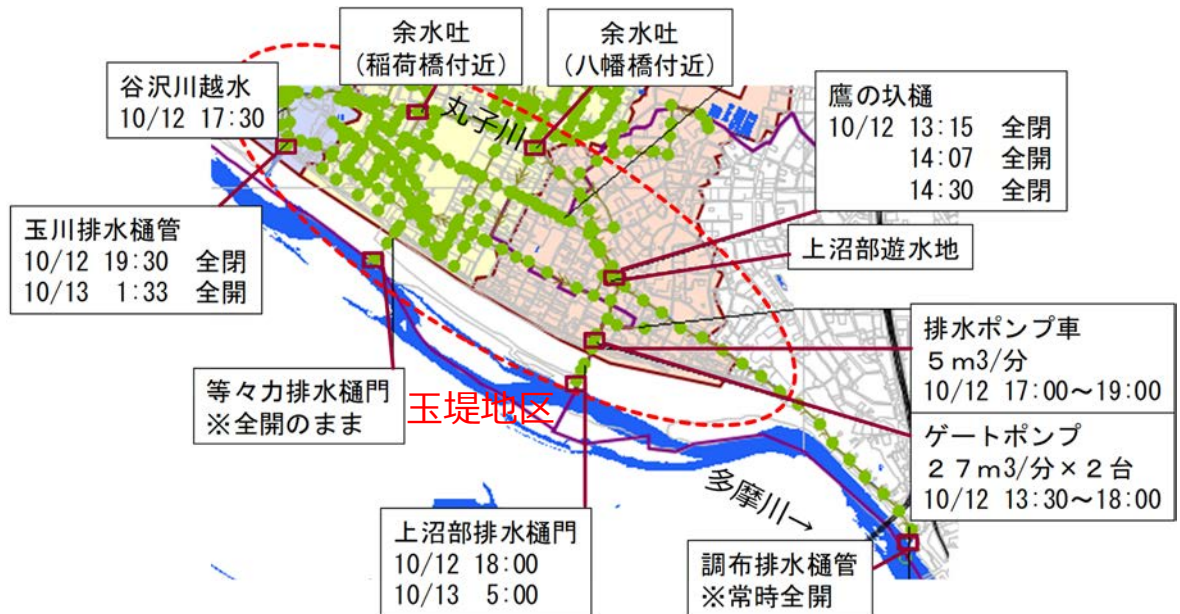 余水吐
（稲荷橋付近）
余水吐
（八幡橋付近）
谷沢川越水
10/12 17:30
丸子川
鷹の圦樋
10/12 13:15 全閉
14:07 全開
14:30 全閉
玉川排水樋管
10/12 19:30 全閉
10/13 1:33 全開
上沼部遊水地
等々力排水樋門
※全開のまま
玉堤地区
排水ポンプ車
５ｍ3/分
10/12 17:00～19:00
ゲートポンプ
２７ｍ3/分×２台
10/12 13:30～18:00
多摩川→
上沼部排水樋門
10/12 18:00
10/13 5:00
調布排水樋管
※常時全開